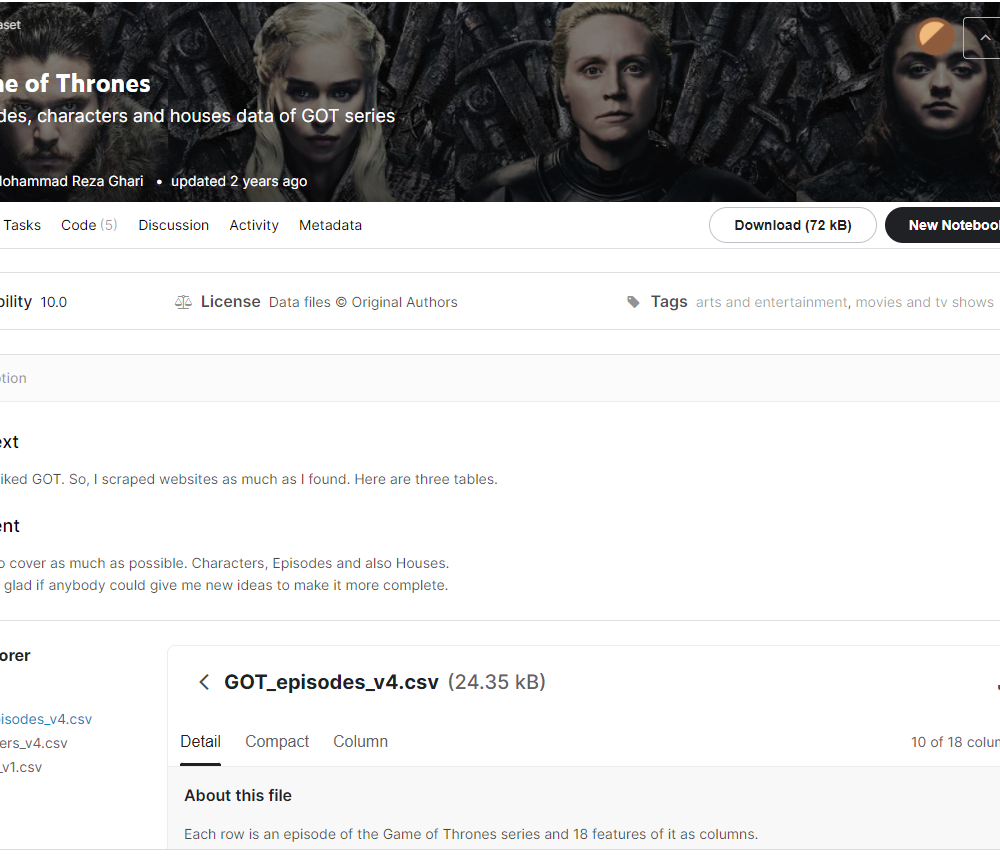 aset
ne of Thrones
des, characters and houses data of GOT series
Mohammad Reza Ghari • updated 2 years ago
Tasks Code (5) Discussion Activity Metadata Download (72 kB) New Notebook
bility 10.0 License Data files © Original Authors Tags arts and entertainment, movies and tv shows
ption
ext
iked GOT. So, I scraped websites as much as I found. Here are three tables.
ent
o cover as much as possible. Characters, Episodes and also Houses.
glad if anybody could give me new ideas to make it more complete.
orer
GOT_episodes_v4.csv (24.35 kB)
isodes_v4.csv
ers_v4.csv
_v1.csv
Detail Compact Column 10 of 18 colum
About this file
Each row is an episode of the Game of Thrones series and 18 features of it as columns.